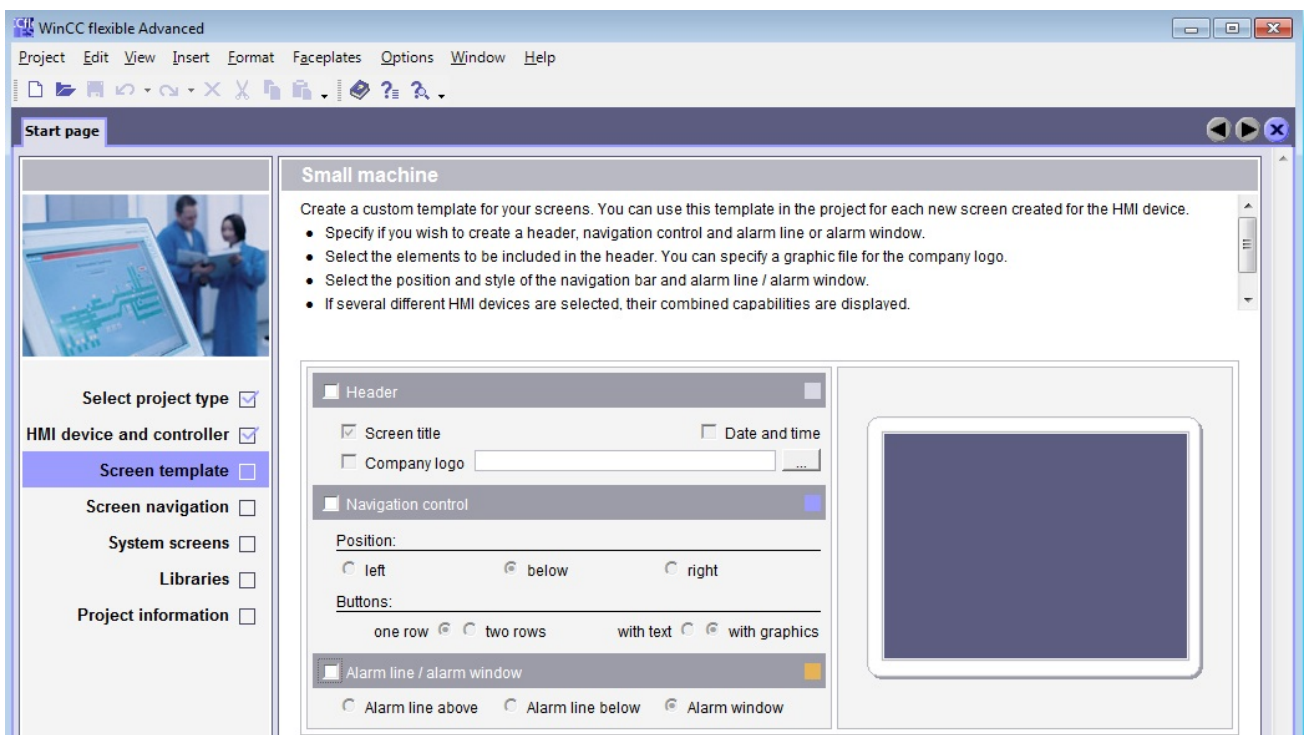 WinCC flexible Advanced
Project Edit View Insert Format Faceplates Options Window Help
Start page
Small machine
Create a custom template for your screens. You can use this template in the project for each new screen created for the HMI device.
• Specify if you wish to create a header, navigation control and alarm line or alarm window.
• Select the elements to be included in the header. You can specify a graphic file for the company logo.
• Select the position and style of the navigation bar and alarm line / alarm window.
• If several different HMI devices are selected, their combined capabilities are displayed.
Select project type
HMI device and controller
Screen template
Screen navigation
System screens
Libraries
Project information
Header
Screen title Date and time
Company logo ...
Navigation control
Position:
left below right
Buttons:
one row two rows with text with graphics
Alarm line / alarm window
Alarm line above Alarm line below Alarm window